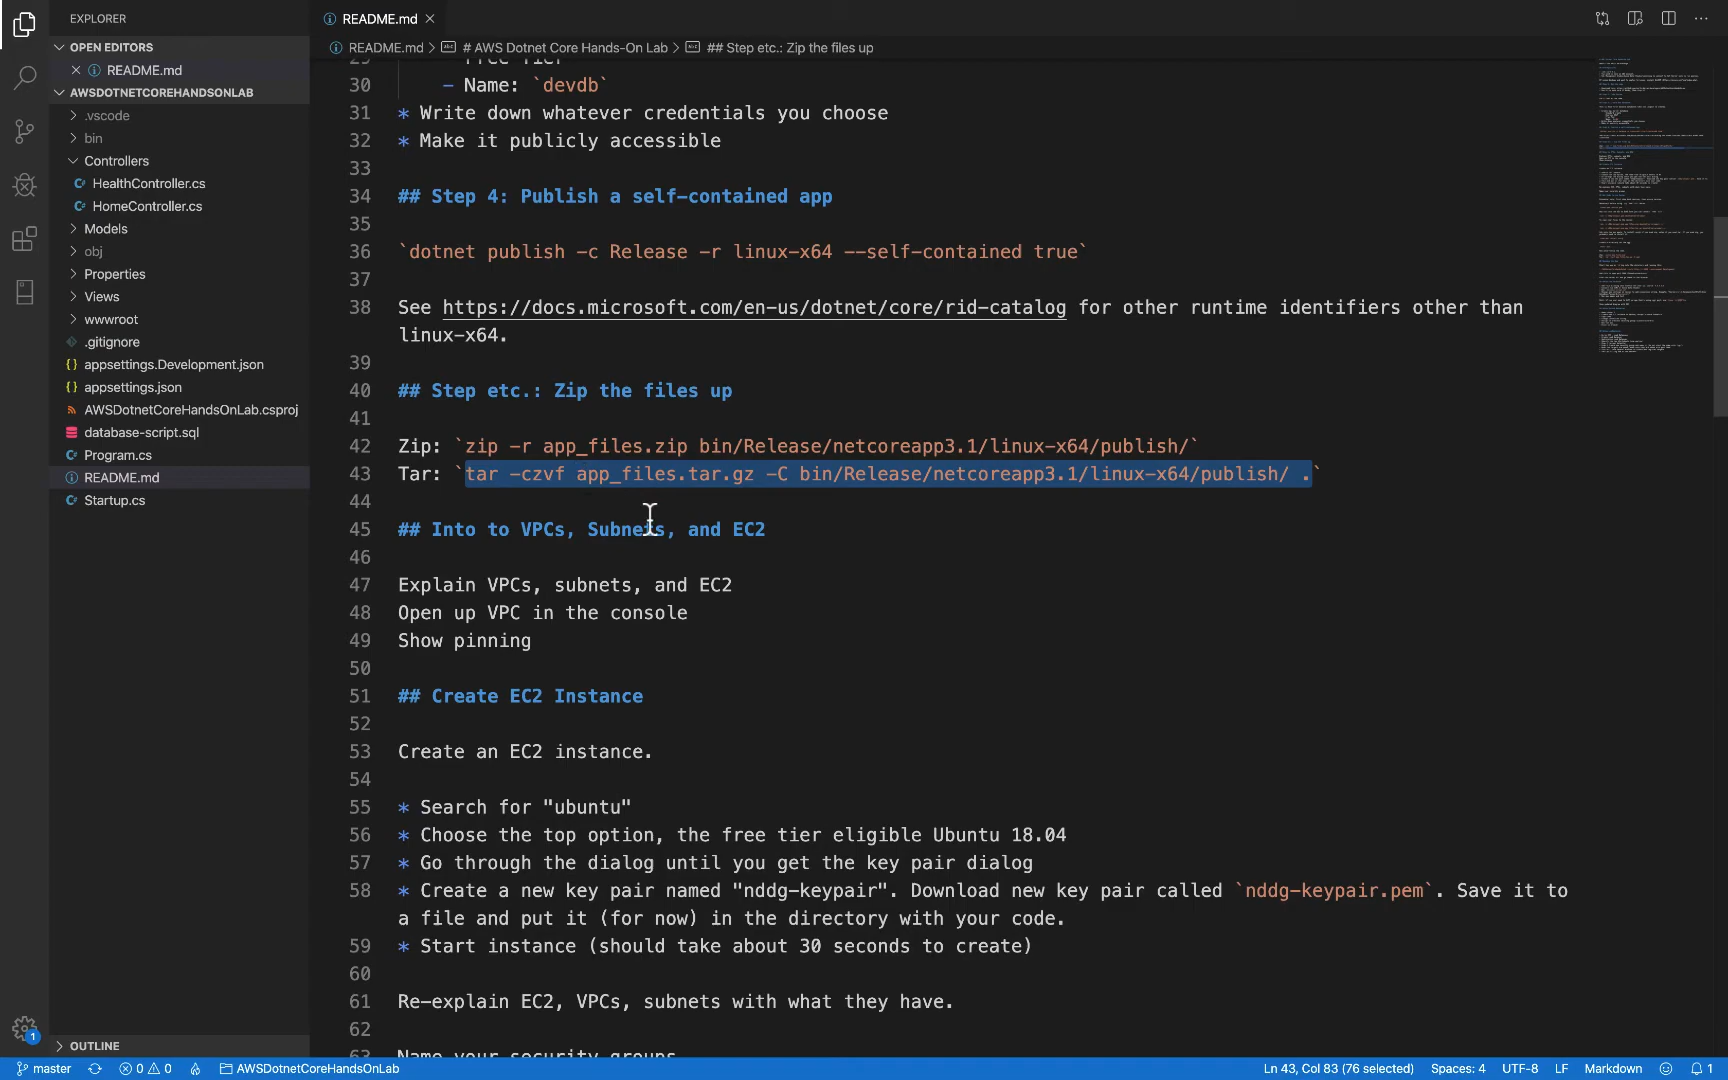 EXPLORER
OPEN EDITORS
README.md
AWSDOTNETCOREHANDSONLAB
.vscode
bin
Controllers
HealthController.cs
HomeController.cs
Models
obj
Properties
Views
wwwroot
.gitignore
appsettings.Development.json
appsettings.json
AWSDotnetCoreHandsOnLab.csproj
database-script.sql
Program.cs
README.md
Startup.cs
OUTLINE
README.md
README.md > # AWS Dotnet Core Hands-On Lab > ## Step etc.: Zip the files up
29 - Free Tier
30 - Name: `devdb`
31 * Write down whatever credentials you choose
32 * Make it publicly accessible
33
34 ## Step 4: Publish a self-contained app
35
36 `dotnet publish -c Release -r linux-x64 --self-contained true`
37
38 See https://docs.microsoft.com/en-us/dotnet/core/rid-catalog for other runtime identifiers other than
linux-x64.
39
40 ## Step etc.: Zip the files up
41
42 Zip: `zip -r app_files.zip bin/Release/netcoreapp3.1/linux-x64/publish/`
43 Tar: `tar -czvf app_files.tar.gz -C bin/Release/netcoreapp3.1/linux-x64/publish/ .`
44
45 ## Into to VPCs, Subnets, and EC2
46
47 Explain VPCs, subnets, and EC2
48 Open up VPC in the console
49 Show pinning
50
51 ## Create EC2 Instance
52
53 Create an EC2 instance.
54
55 * Search for "ubuntu"
56 * Choose the top option, the free tier eligible Ubuntu 18.04
57 * Go through the dialog until you get the key pair dialog
58 * Create a new key pair named "nddg-keypair". Download new key pair called `nddg-keypair.pem`. Save it to
a file and put it (for now) in the directory with your code.
59 * Start instance (should take about 30 seconds to create)
60
61 Re-explain EC2, VPCs, subnets with what they have.
62
63 Name your security groups
1
master 0 0 AWSDotnetCoreHandsOnLab Ln 43, Col 83 (76 selected) Spaces: 4 UTF-8 LF Markdown 1